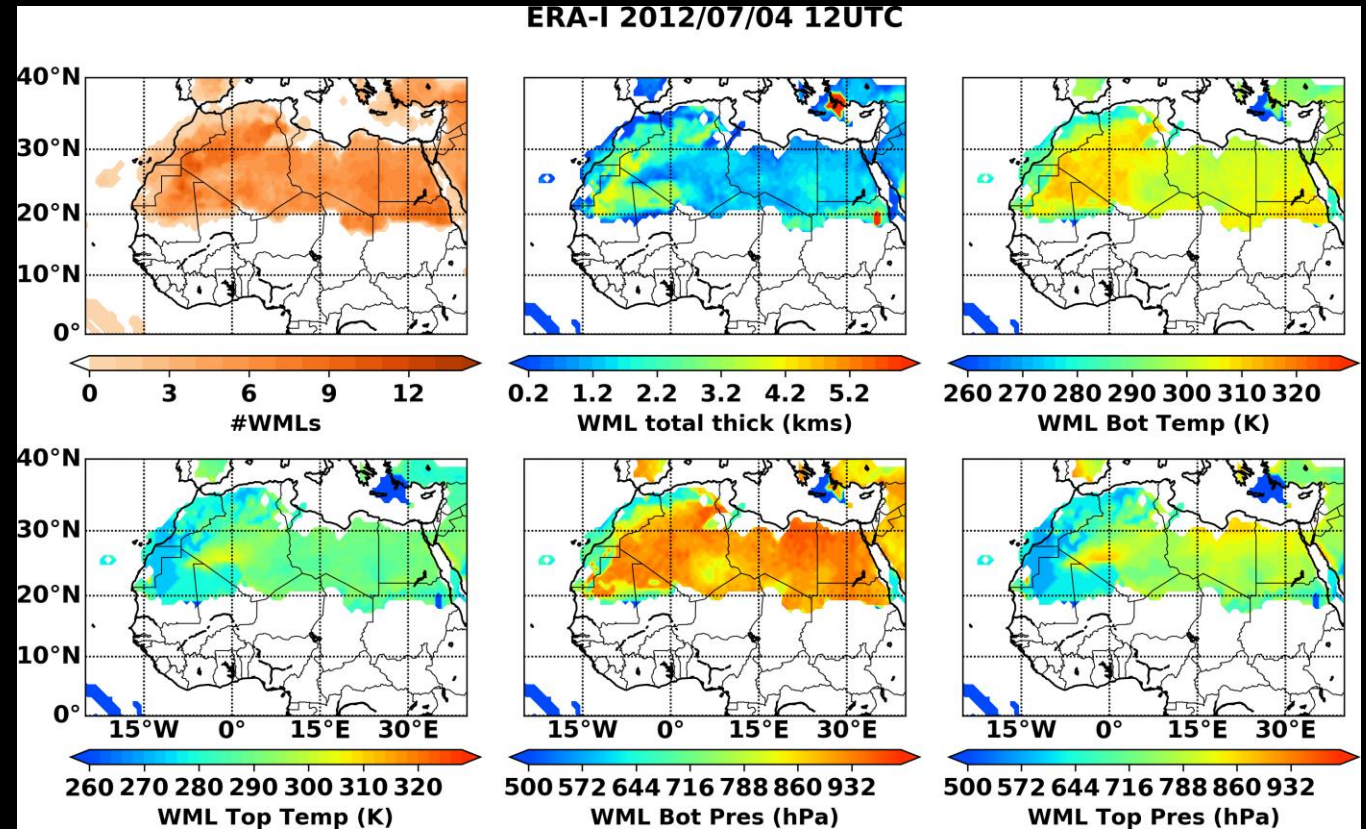 ERA-I 2012/07/04 12UTC
40°N
30°N
20°N
10°N
0°
0 3 6 9 12
#WMLs
0.2 1.2 2.2 3.2 4.2 5.2
WML total thick (kms)
260 270 280 290 300 310 320
WML Bot Temp (K)
40°N
30°N
20°N
10°N
0°
15°W 0° 15°E 30°E
15°W 0° 15°E 30°E
15°W 0° 15°E 30°E
260 270 280 290 300 310 320
WML Top Temp (K)
500 572 644 716 788 860 932
WML Bot Pres (hPa)
500 572 644 716 788 860 932
WML Top Pres (hPa)